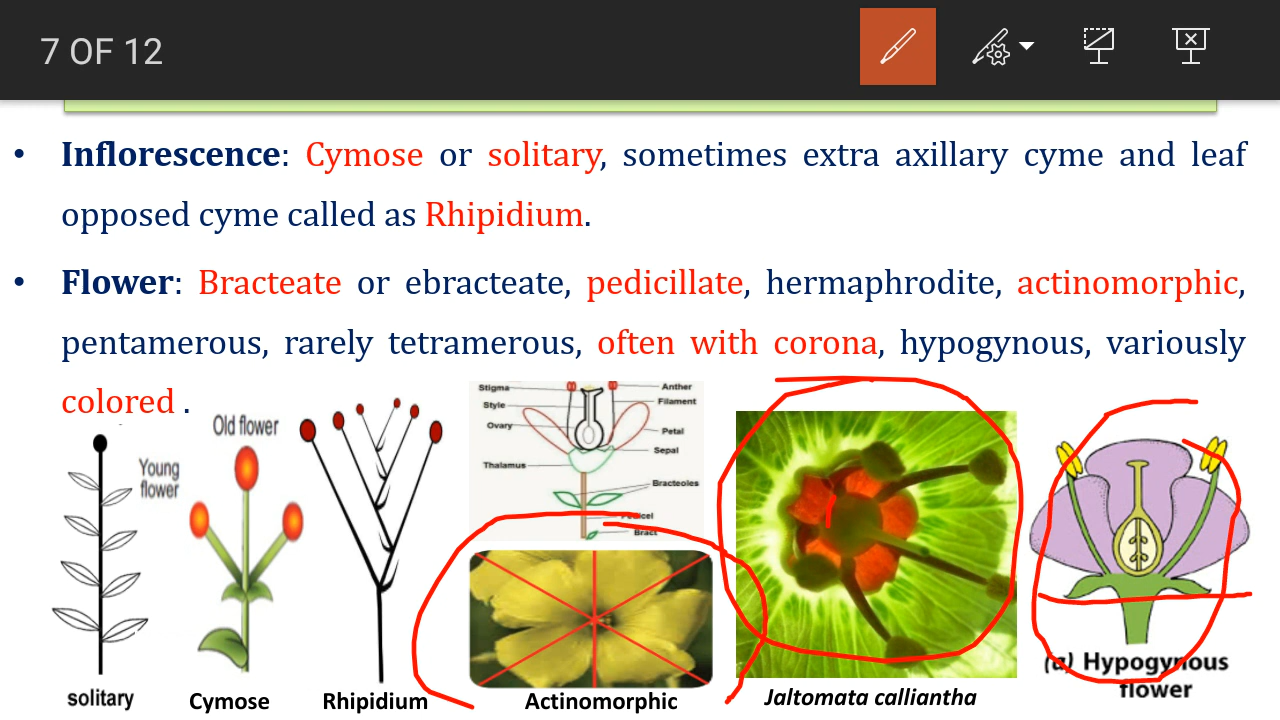 7 OF 12
• Inflorescence: Cymose or solitary, sometimes extra axillary cyme and leaf
opposed cyme called as Rhipidium.
• Flower: Bracteate or ebracteate, pedicillate, hermaphrodite, actinomorphic,
pentamerous, rarely tetramerous, often with corona, hypogynous, variously
colored .
Stigma
Style
Ovary
Thalamus
Anther
Filament
Petal
Sepal
Bracteoles
Pedicel
Bract
Old flower
Young
flower
solitary
Cymose
Rhipidium
Actinomorphic
Jaltomata calliantha
(a) Hypogynous
flower